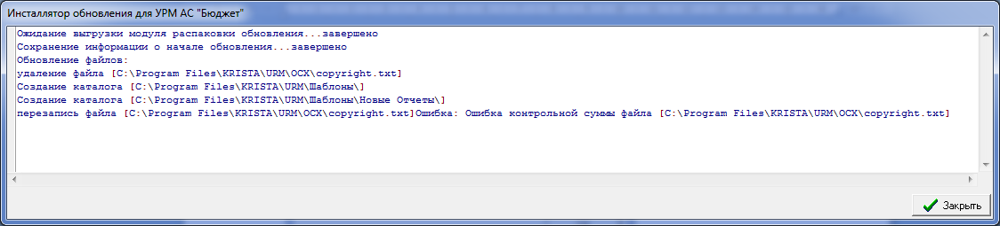 Инсталлятор обновления для УРМ АС "Бюджет"
Ожидание выгрузки модуля распаковки обновления...завершено
Сохранение информации о начале обновления...завершено
Обновление файлов:
удаление файла [C:\Program Files\KRISTA\URM\OCX\copyright.txt]
Создание каталога [C:\Program Files\KRISTA\URM\Шаблоны\]
Создание каталога [C:\Program Files\KRISTA\URM\Шаблоны\Новые Отчеты\]
перезапись файла [C:\Program Files\KRISTA\URM\OCX\copyright.txt]Ошибка: Ошибка контрольной суммы файла [C:\Program Files\KRISTA\URM\OCX\copyright.txt]
Закрыть